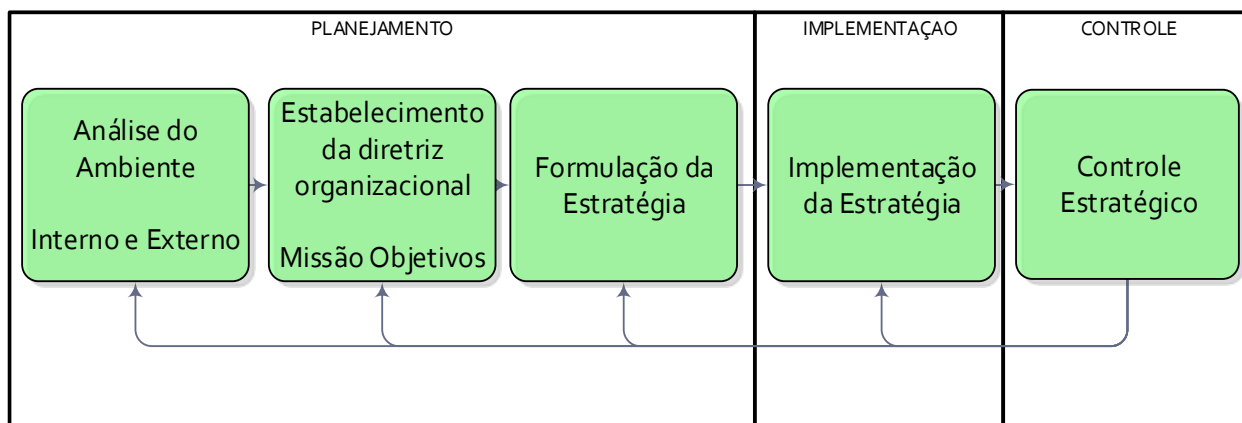 PLANEJAMENTO
IMPLEMENTAÇAO
CONTROLE
Análise do
Ambiente
Interno e Externo
Estabelecimento
da diretriz
organizacional
Missão Objetivos
Formulação da
Estratégia
Implementação
da Estratégia
Controle
Estratégico